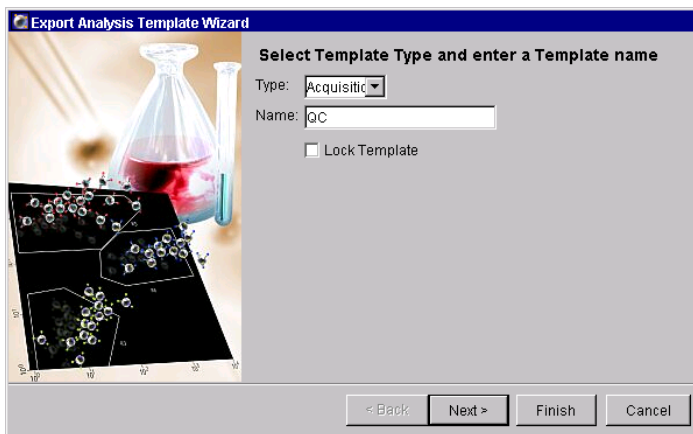 Export Analysis Template Wizard
Select Template Type and enter a Template name
Type: Acquisitic
Name: QC
Lock Template
< Back Next > Finish Cancel